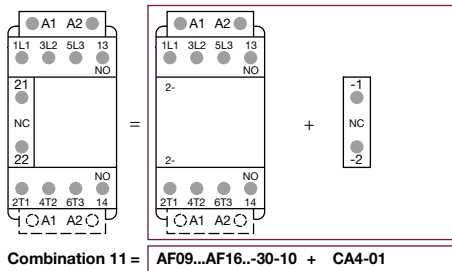 A1 A2 A1 A2
1L1 3L2 5L3 13 1L1 3L2 5L3 13
NO NO
21 2- -1
NC = + NC
22 2- -2
NO NO
2T1 4T2 6T3 14 2T1 4T2 6T3 14
A1 A2 A1 A2
Combination 11 = AF09...AF16..-30-10 + CA4-01